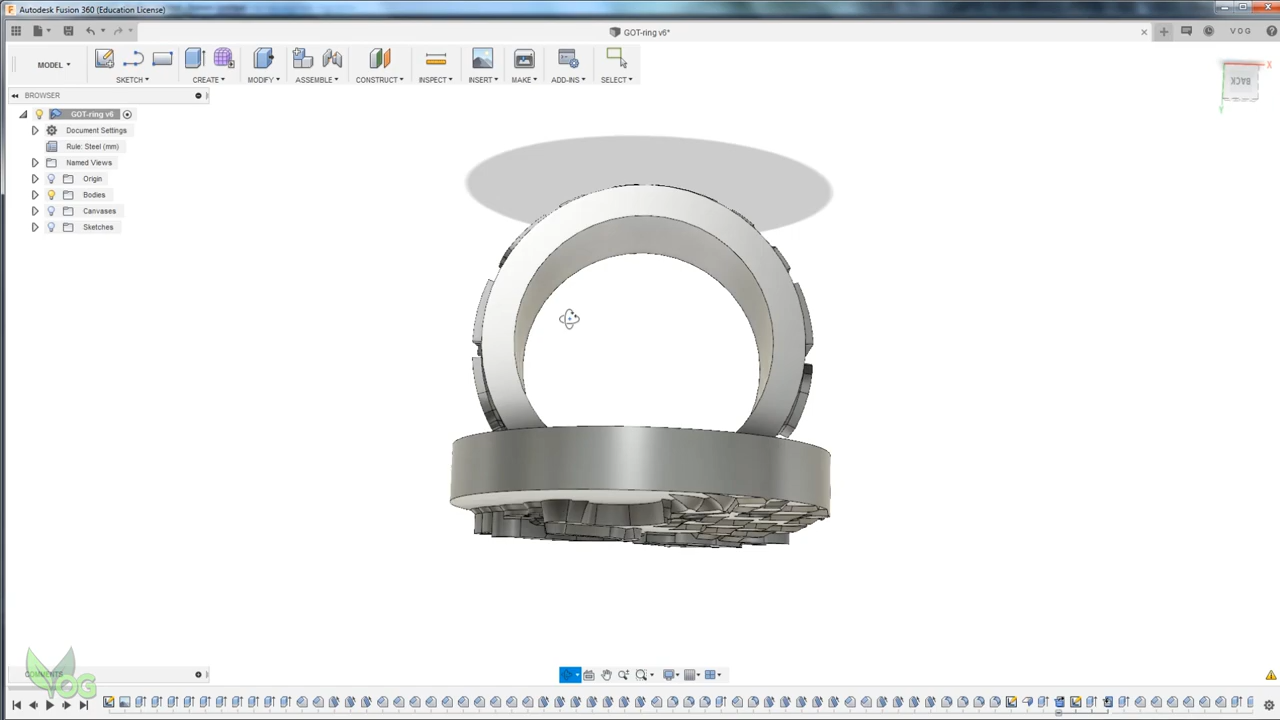 Autodesk Fusion 360 (Education License)
GOT-ring v6*
V O G
MODEL
SKETCH
CREATE
MODIFY
ASSEMBLE
CONSTRUCT
INSPECT
INSERT
MAKE
ADD-INS
SELECT
BROWSER
GOT-ring v6
Document Settings
Rule: Steel (mm)
Named Views
Origin
Bodies
Canvases
Sketches
BACK
X
Y
COMMENTS
VOG